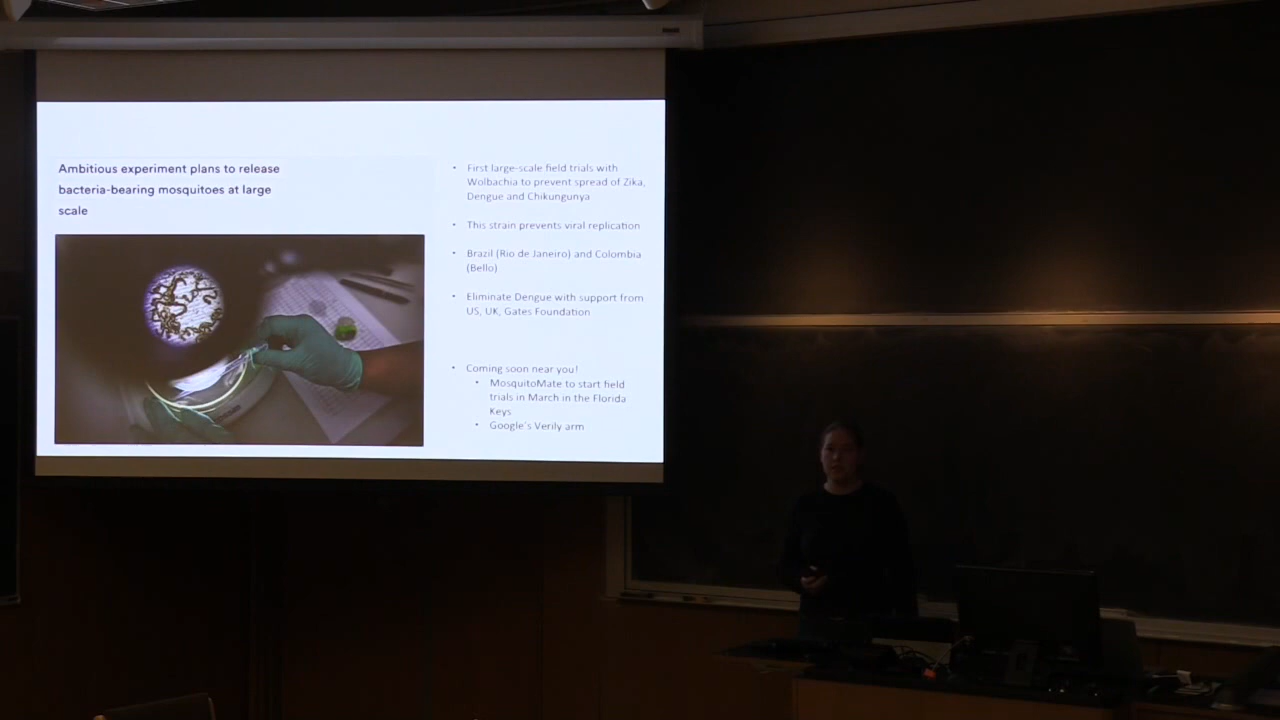 Ambitious experiment plans to release
bacteria-bearing mosquitoes at large
scale
• First large-scale field trials with
Wolbachia to prevent spread of Zika,
Dengue and Chikungunya
• This strain prevents viral replication
• Brazil (Rio de Janeiro) and Colombia
(Bello)
• Eliminate Dengue with support from
US, UK, Gates Foundation
• Coming soon near you!
• MosquitoMate to start field
trials in March in the Florida
Keys
• Google's Verily arm